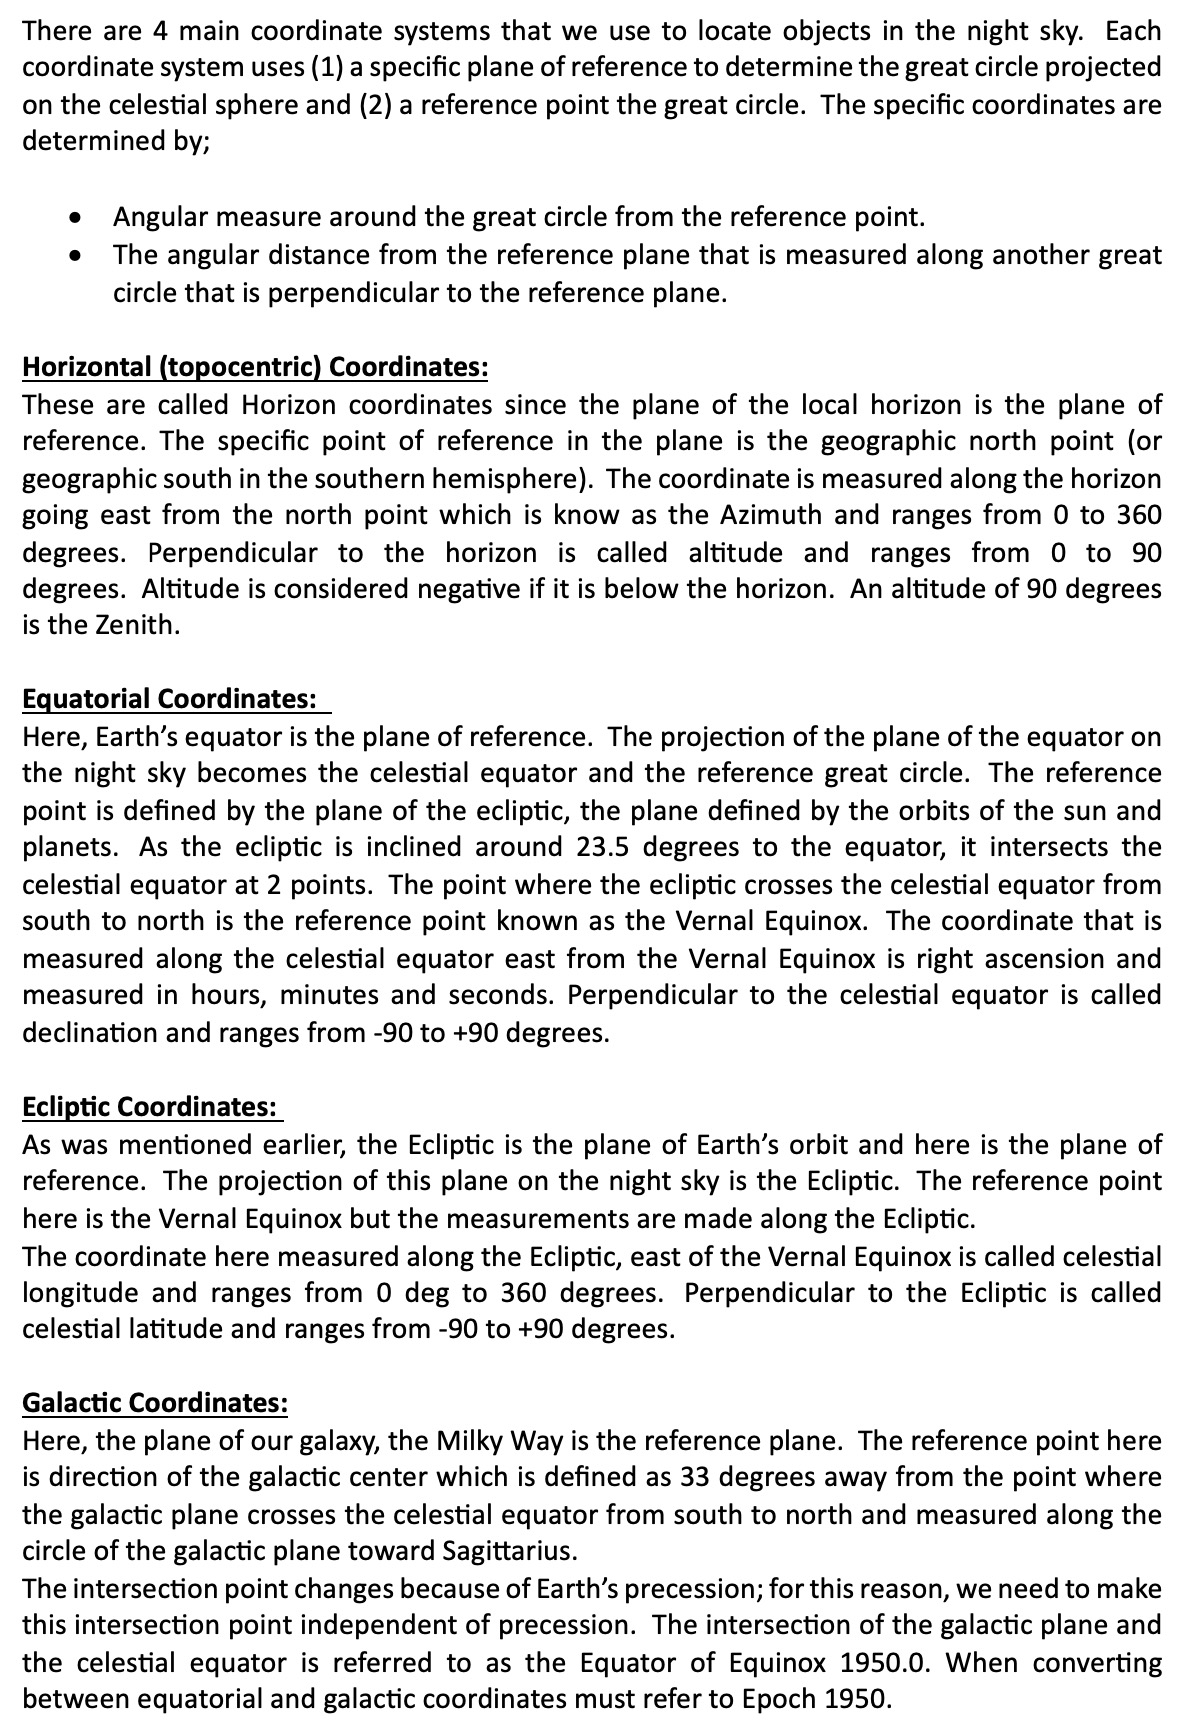 There are 4 main coordinate systems that we use to locate objects in the night sky. Each
coordinate system uses (1) a specific plane of reference to determine the great circle projected
on the celestial sphere and (2) a reference point the great circle. The specific coordinates are
determined by;
• Angular measure around the great circle from the reference point.
• The angular distance from the reference plane that is measured along another great
circle that is perpendicular to the reference plane.
Horizontal (topocentric) Coordinates:
These are called Horizon coordinates since the plane of the local horizon is the plane of
reference. The specific point of reference in the plane is the geographic north point (or
geographic south in the southern hemisphere). The coordinate is measured along the horizon
going east from the north point which is know as the Azimuth and ranges from 0 to 360
degrees. Perpendicular to the horizon is called altitude and ranges from 0 to 90
degrees. Altitude is considered negative if it is below the horizon. An altitude of 90 degrees
is the Zenith.
Equatorial Coordinates:
Here, Earth’s equator is the plane of reference. The projection of the plane of the equator on
the night sky becomes the celestial equator and the reference great circle. The reference
point is defined by the plane of the ecliptic, the plane defined by the orbits of the sun and
planets. As the ecliptic is inclined around 23.5 degrees to the equator, it intersects the
celestial equator at 2 points. The point where the ecliptic crosses the celestial equator from
south to north is the reference point known as the Vernal Equinox. The coordinate that is
measured along the celestial equator east from the Vernal Equinox is right ascension and
measured in hours, minutes and seconds. Perpendicular to the celestial equator is called
declination and ranges from -90 to +90 degrees.
Ecliptic Coordinates:
As was mentioned earlier, the Ecliptic is the plane of Earth’s orbit and here is the plane of
reference. The projection of this plane on the night sky is the Ecliptic. The reference point
here is the Vernal Equinox but the measurements are made along the Ecliptic.
The coordinate here measured along the Ecliptic, east of the Vernal Equinox is called celestial
longitude and ranges from 0 deg to 360 degrees. Perpendicular to the Ecliptic is called
celestial latitude and ranges from -90 to +90 degrees.
Galactic Coordinates:
Here, the plane of our galaxy, the Milky Way is the reference plane. The reference point here
is direction of the galactic center which is defined as 33 degrees away from the point where
the galactic plane crosses the celestial equator from south to north and measured along the
circle of the galactic plane toward Sagittarius.
The intersection point changes because of Earth’s precession; for this reason, we need to make
this intersection point independent of precession. The intersection of the galactic plane and
the celestial equator is referred to as the Equator of Equinox 1950.0. When converting
between equatorial and galactic coordinates must refer to Epoch 1950.